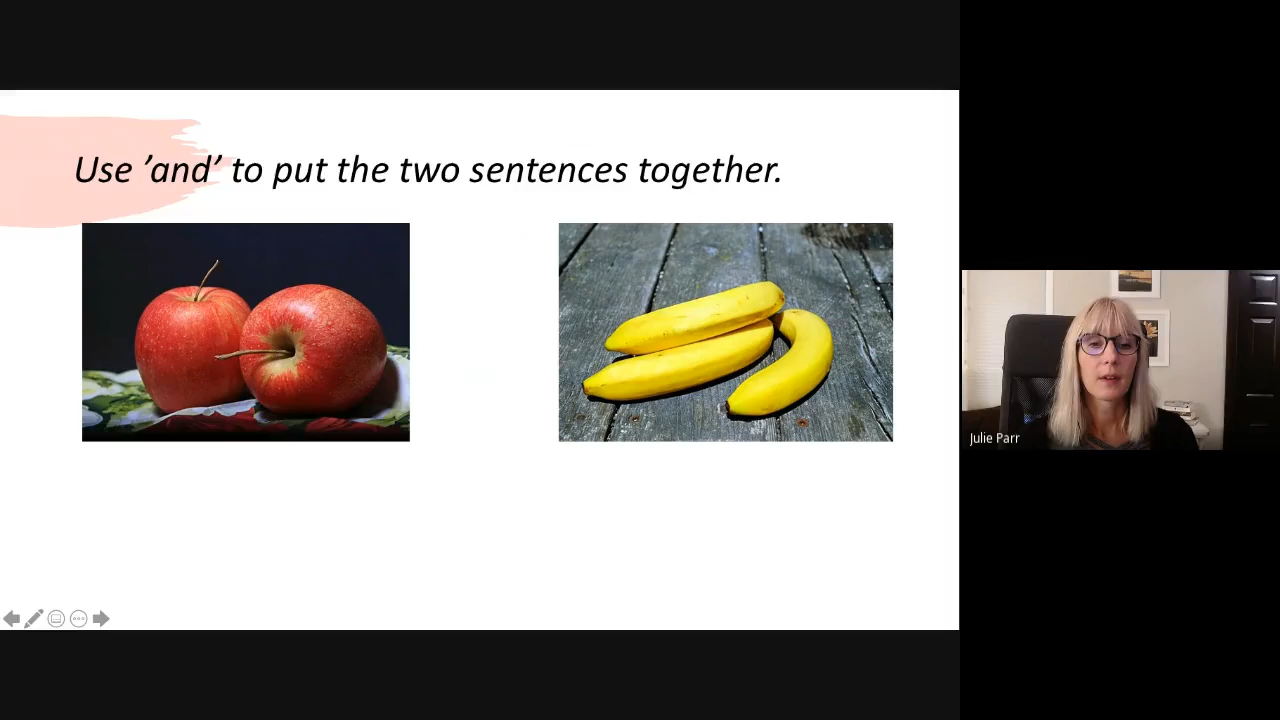 Use ’and’ to put the two sentences together.
Julie Parr